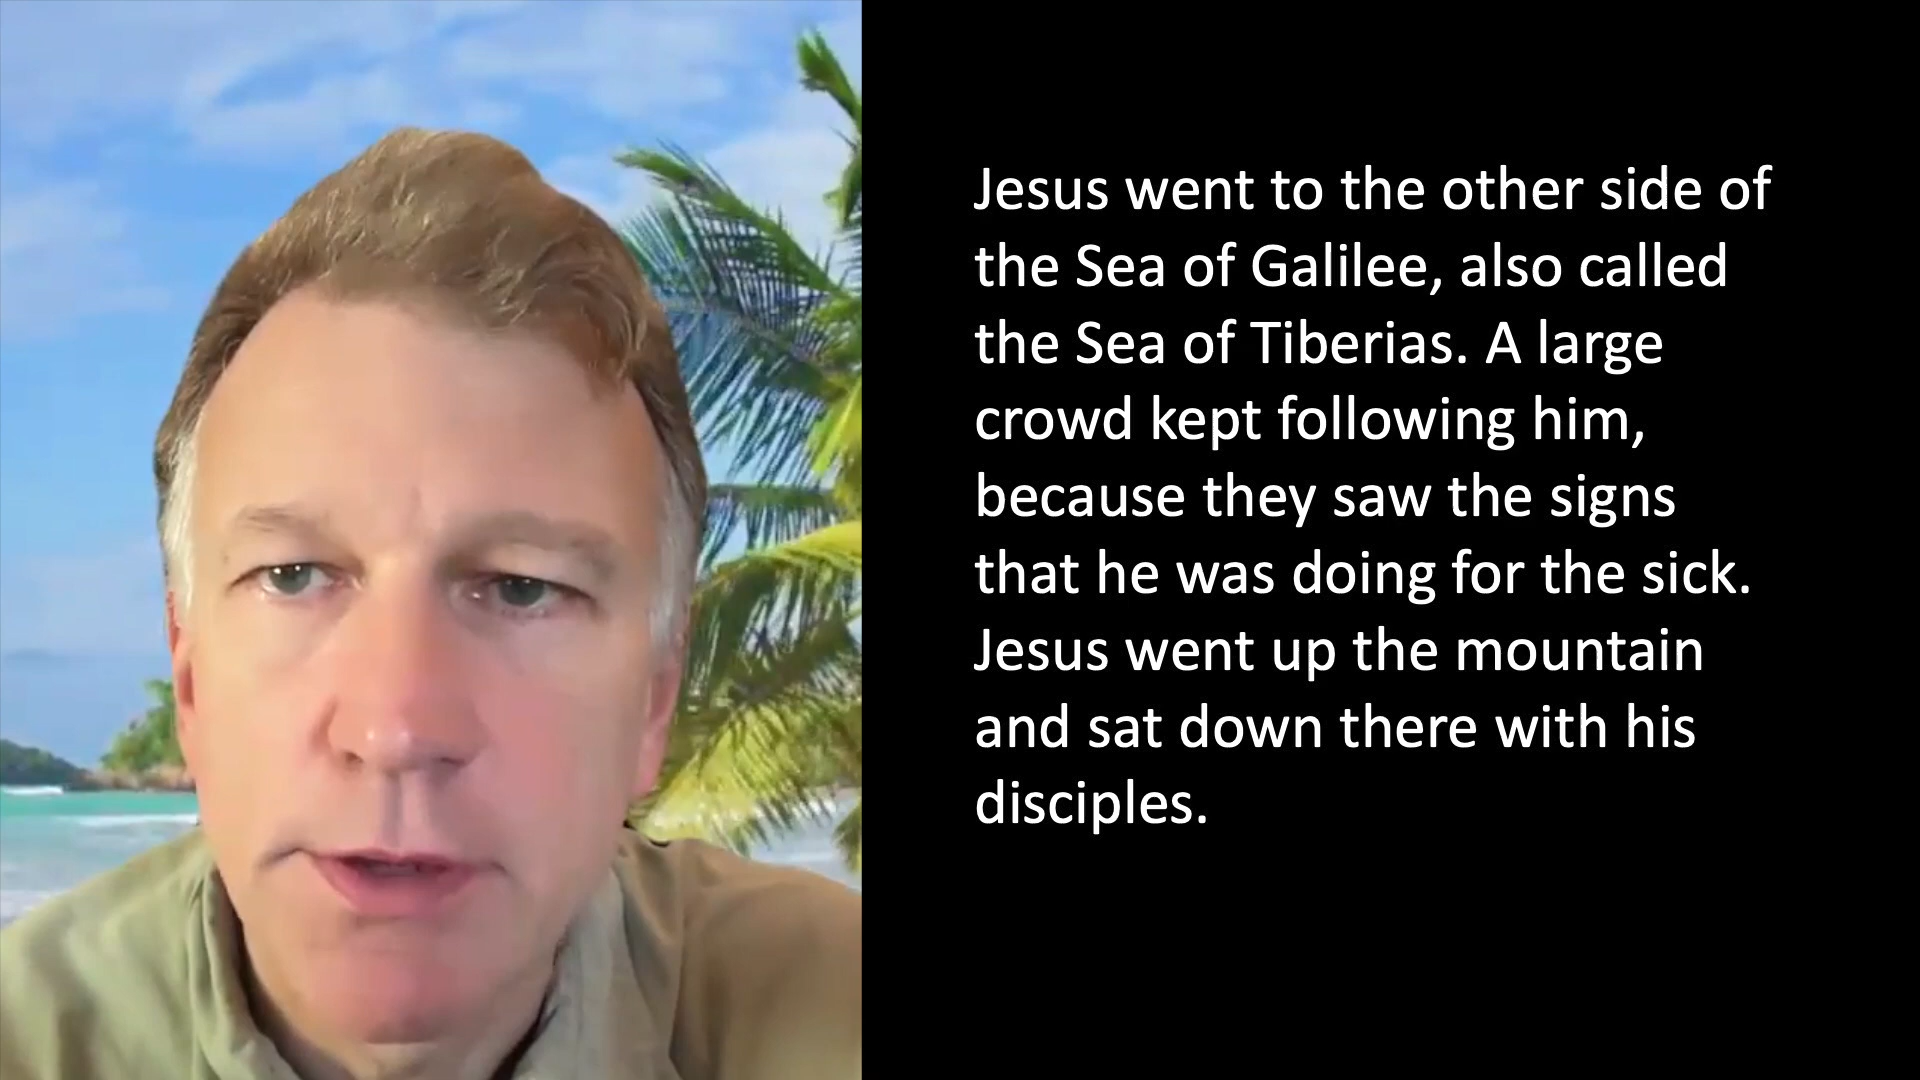 Jesus went to the other side of
the Sea of Galilee, also called
the Sea of Tiberias. A large
crowd kept following him,
because they saw the signs
that he was doing for the sick.
Jesus went up the mountain
and sat down there with his
disciples.